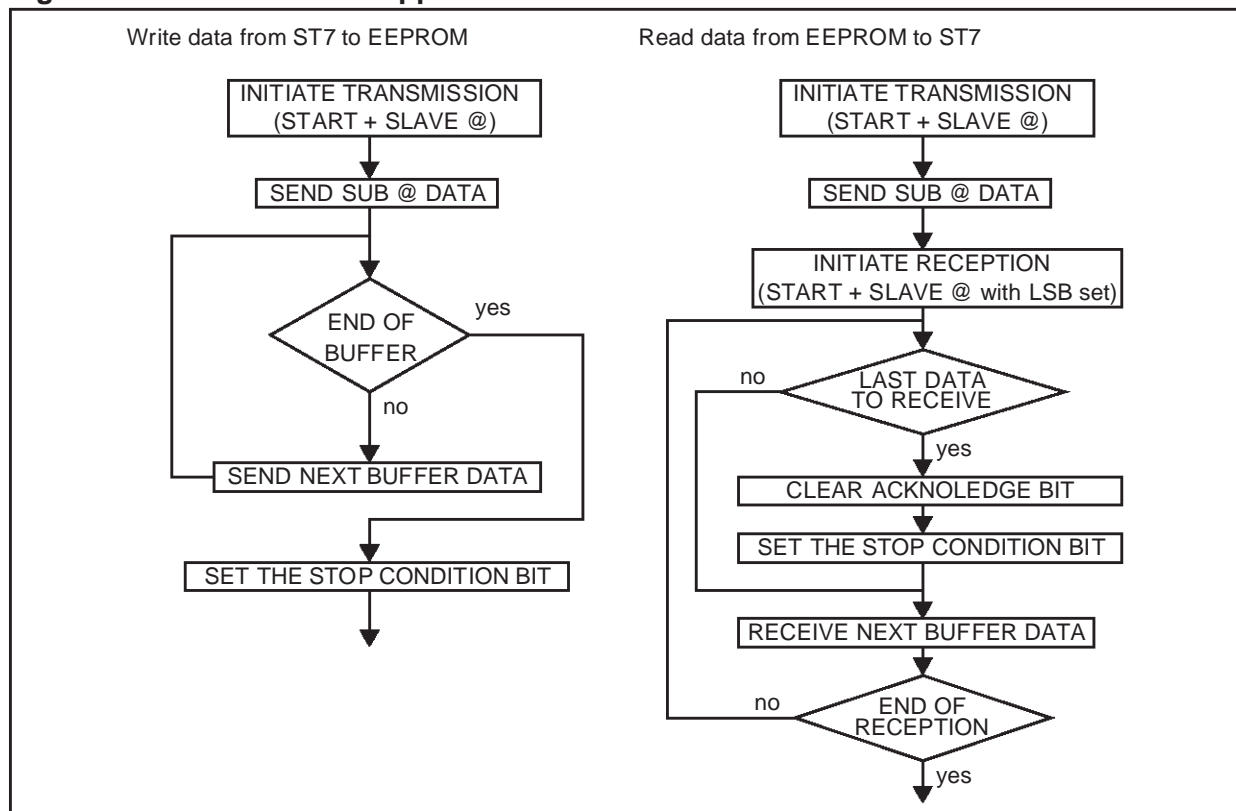 Write data from ST7 to EEPROM
INITIATE TRANSMISSION
(START + SLAVE @)
SEND SUB @ DATA
END OF
BUFFER
yes
no
SEND NEXT BUFFER DATA
SET THE STOP CONDITION BIT
Read data from EEPROM to ST7
INITIATE TRANSMISSION
(START + SLAVE @)
SEND SUB @ DATA
INITIATE RECEPTION
(START + SLAVE @ with LSB set)
no
LAST DATA
TO RECEIVE
yes
CLEAR ACKNOLEDGE BIT
SET THE STOP CONDITION BIT
RECEIVE NEXT BUFFER DATA
no
END OF
RECEPTION
yes